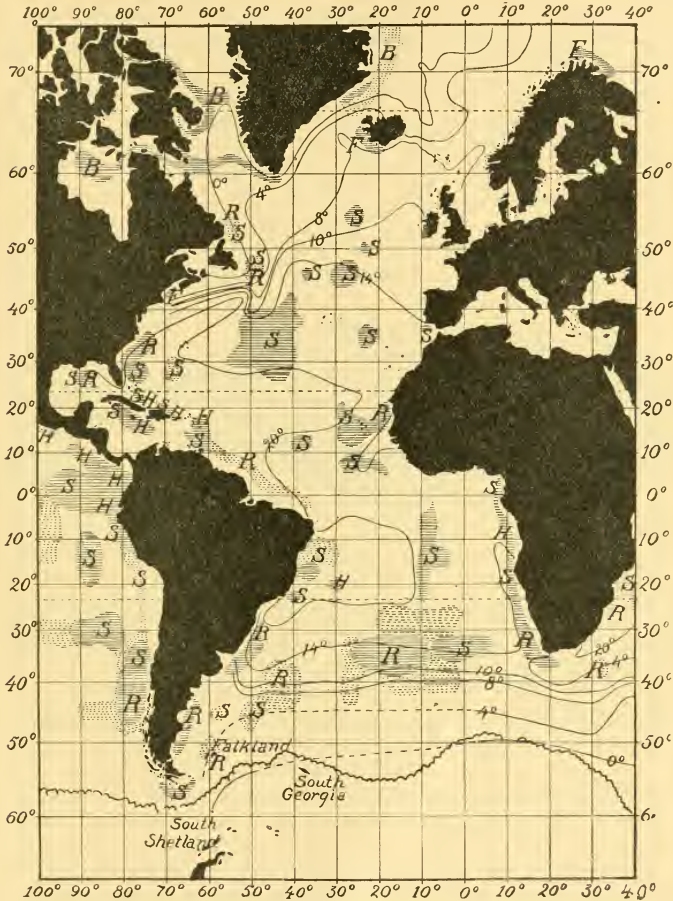 100° 90° 80° 70° 60° 50° 40° 30° 20° 10° 0° 10° 20° 30° 40°
70° B B F 70°
B F
60° B 60°
0° 4°
8°
R S
S 10°
50° S S 50°
R S S 14°
F
40° 40°
R S S S
30° S S 30°
S R
S H S H
20° S H H S R 20°
H S
H R 20° S
10° H S 10°
S H
0° H S 0°
S H
10° S S S 10°
S H S
20° S S 20°
R
30° S R R 30°
S 14° R S 20°
R R 14°
40° 10° 40°
8°
R R S S 4°
50° Falkland 50°
R 0°
South
Georgia
S
60° South 6
Shetland
100° 90° 80° 70° 60° 50° 40° 30° 20° 10° 0° 10° 20° 30° 40°